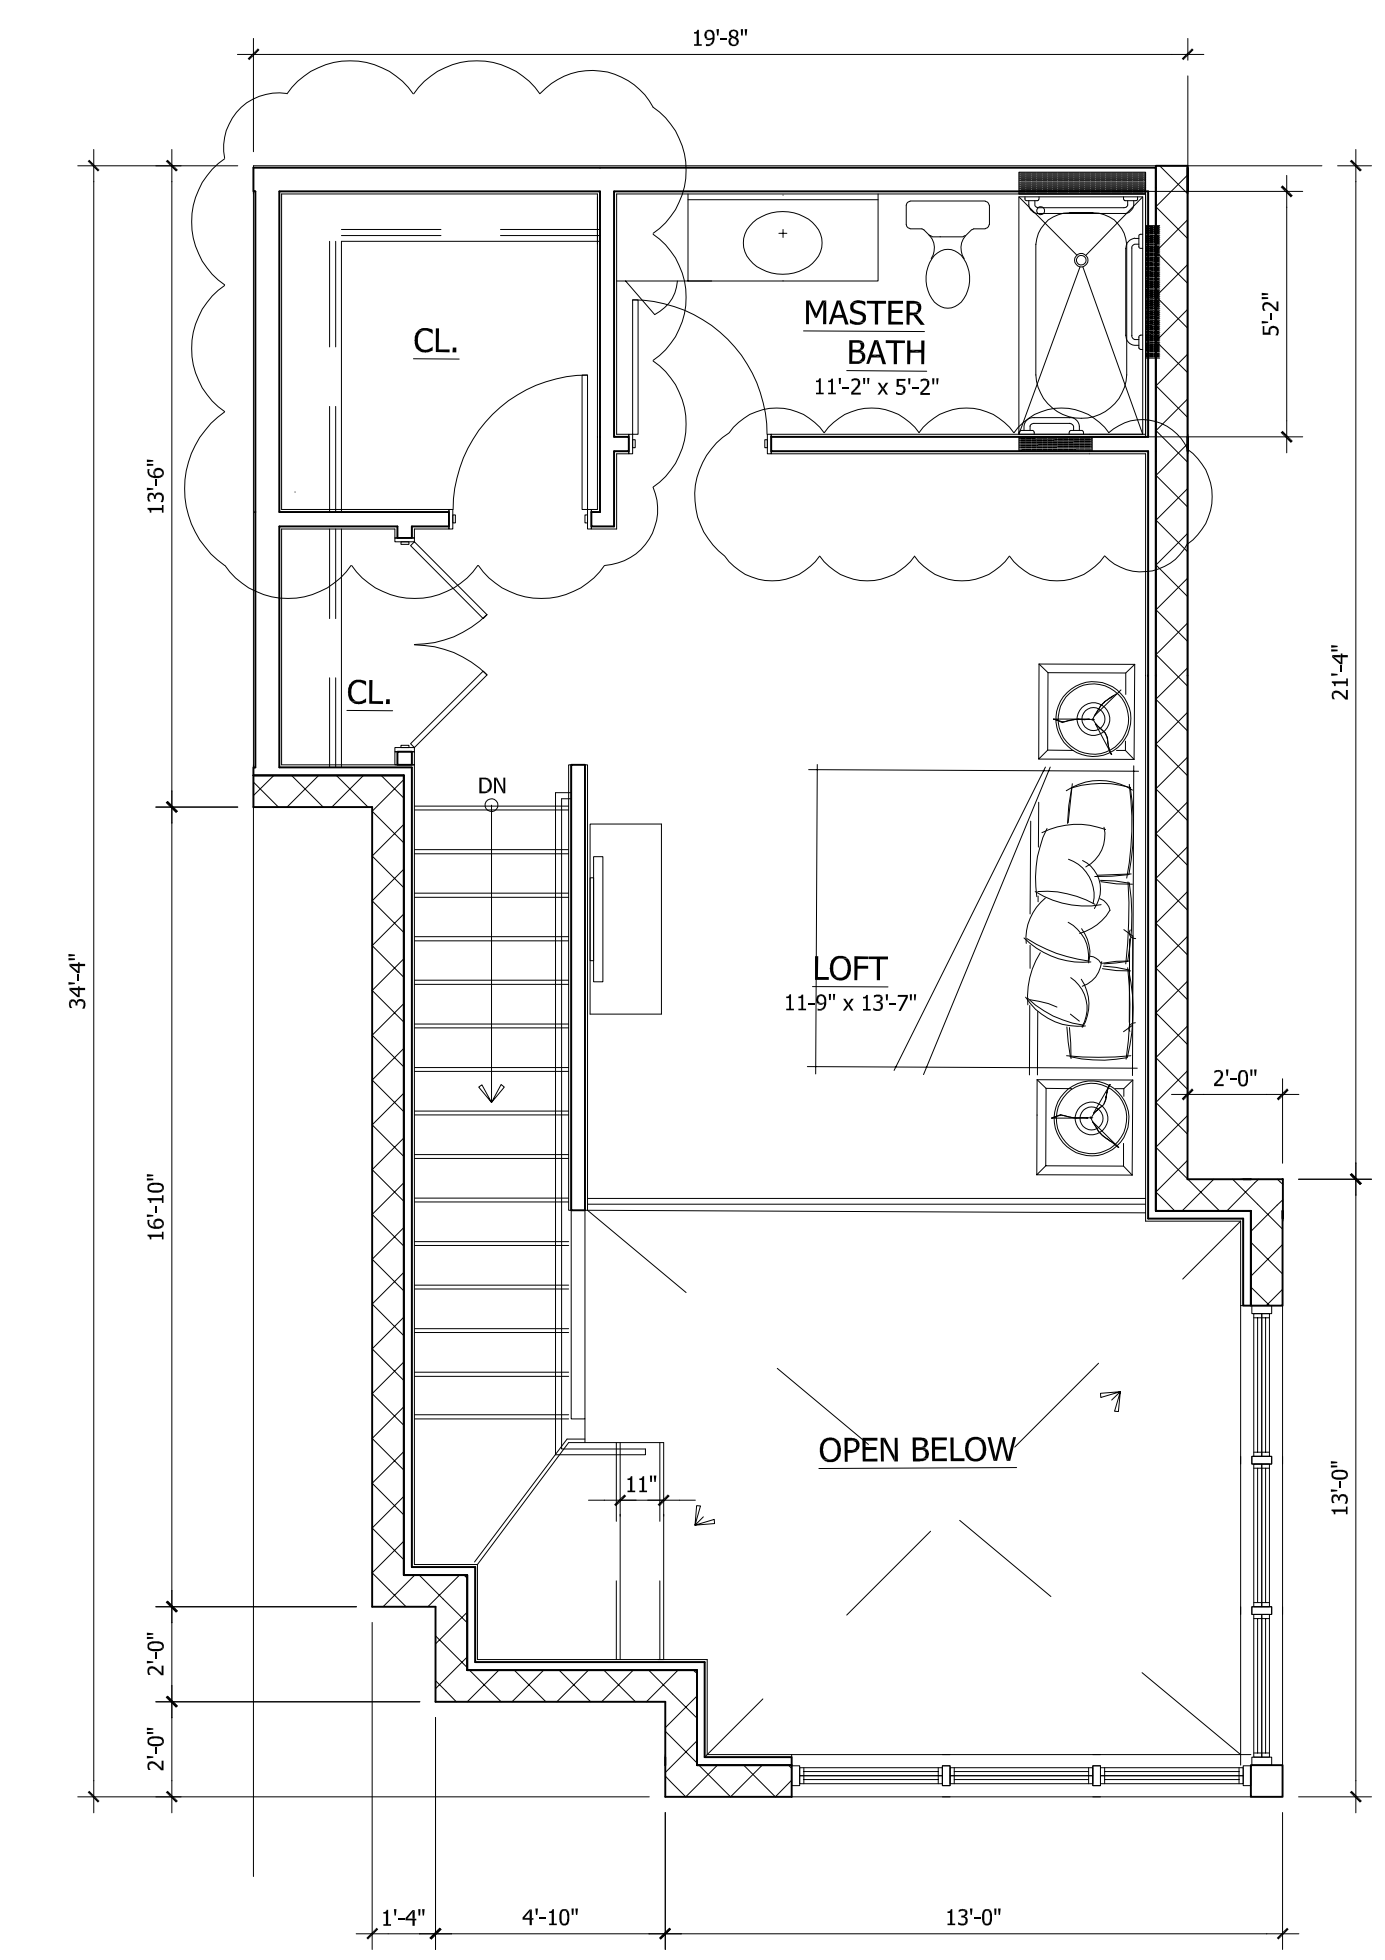 19'-8"
MASTER
BATH
11'-2" x 5'-2"
CL.
5'-2"
13'-6"
21'-4"
CL.
DN
LOFT
11-9" x 13'-7"
34'-4"
2'-0"
16'-10"
OPEN BELOW
11"
13'-0"
2'-0"
2'-0"
1'-4"
4'-10"
13'-0"